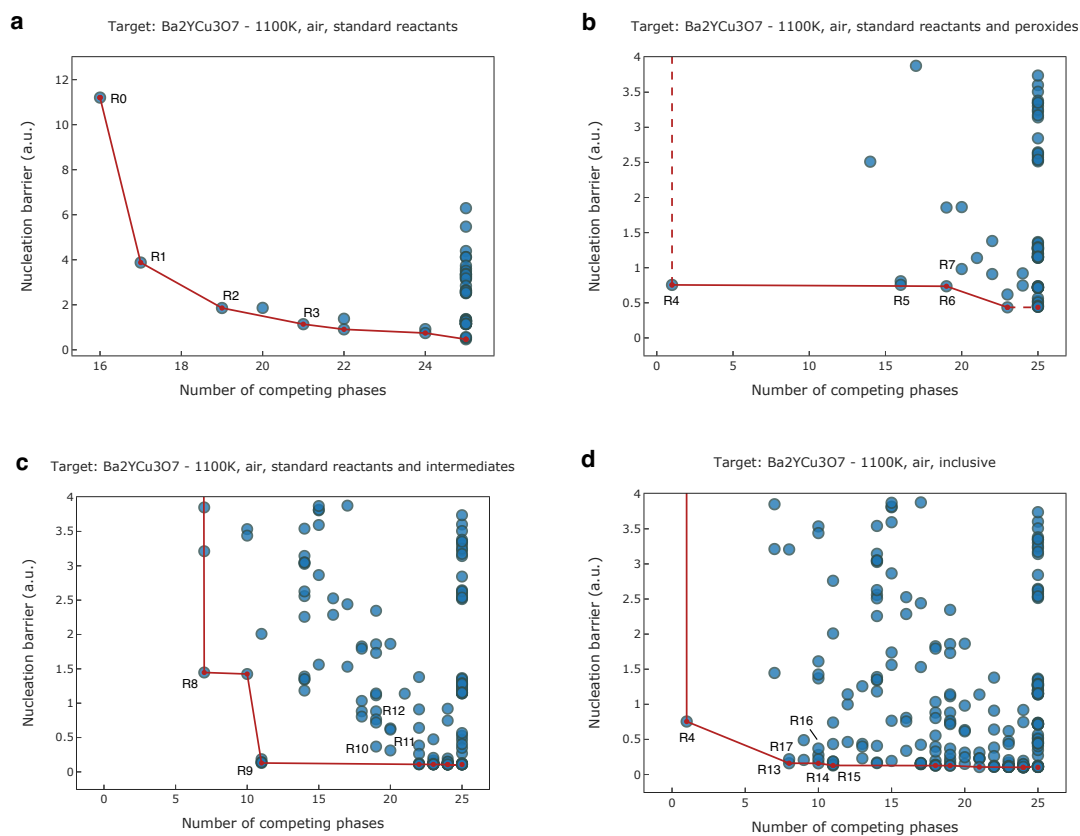 a
Target: Ba2YCu3O7 - 1100K, air, standard reactants
Nucleation barrier (a.u.)
12
10
8
6
4
2
0
R0
R1
R2
R3
16
18
20
22
24
Number of competing phases
b
Target: Ba2YCu3O7 - 1100K, air, standard reactants and peroxides
Nucleation barrier (a.u.)
4
3.5
3
2.5
2
1.5
1
0.5
0
R7
R4
R5
R6
0
5
10
15
20
25
Number of competing phases
c
Target: Ba2YCu3O7 - 1100K, air, standard reactants and intermediates
Nucleation barrier (a.u.)
4
3.5
3
2.5
2
1.5
1
0.5
0
R8
R12
R11
R10
R9
0
5
10
15
20
25
Number of competing phases
d
Target: Ba2YCu3O7 - 1100K, air, inclusive
Nucleation barrier (a.u.)
4
3.5
3
2.5
2
1.5
1
0.5
0
R4
R16
R17
R13
R14
R15
0
5
10
15
20
25
Number of competing phases